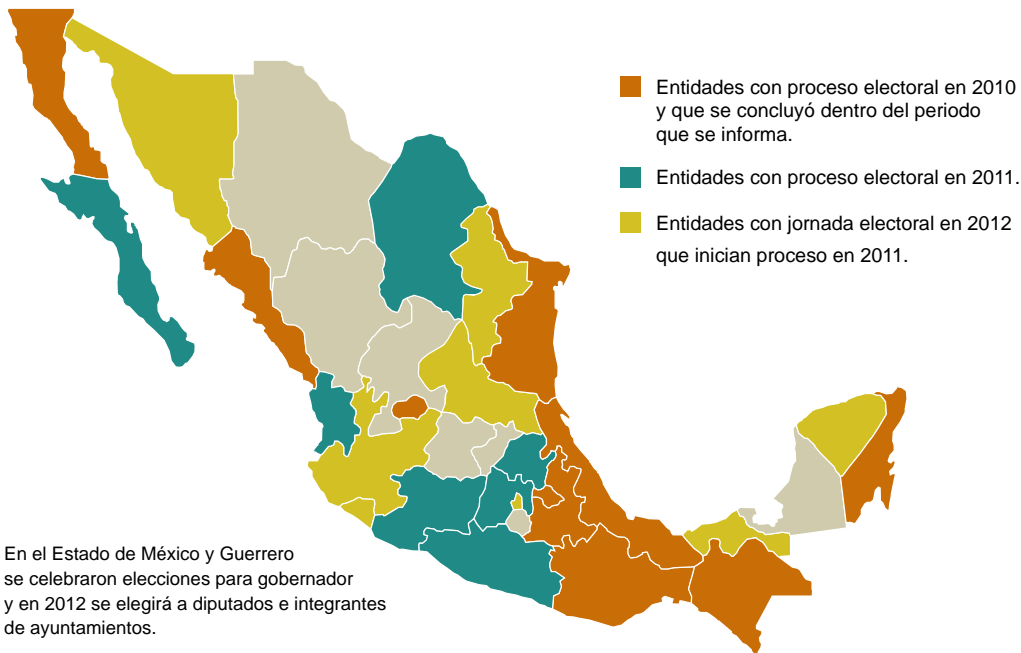 Entidades con proceso electoral en 2010
y que se concluyó dentro del periodo
que se informa.
Entidades con proceso electoral en 2011.
Entidades con jornada electoral en 2012
que inician proceso en 2011.
En el Estado de México y Guerrero
se celebraron elecciones para gobernador
y en 2012 se elegirá a diputados e integrantes
de ayuntamientos.